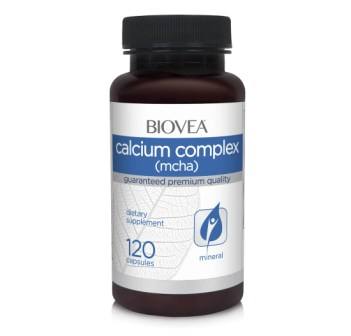 BIOVEA
calcium complex
(mcha)
guaranteed premium quality
dietary
supplement
120
capsules
mineral